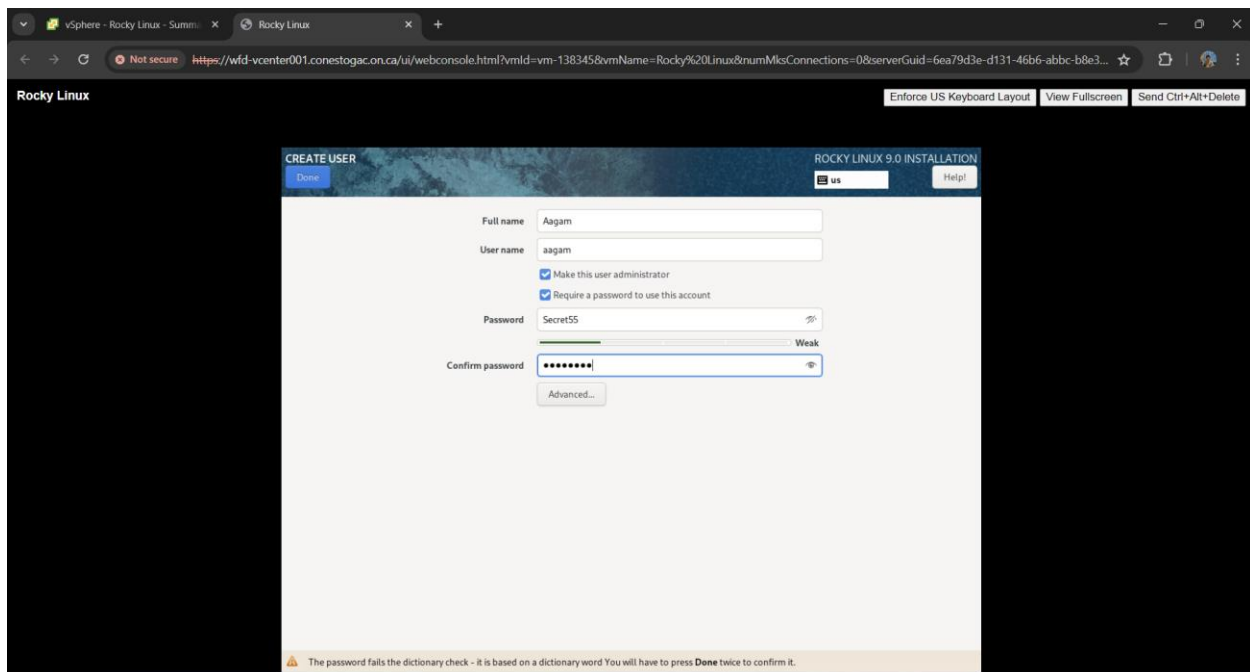 vSphere - Rocky Linux - Summa
Rocky Linux
Not secure https://wfd-vcenter001.conestogac.on.ca/ui/webconsole.html?vmId=vm-138345&vmName=Rocky%20Linux&numMksConnections=0&serverGuid=6ea79d3e-d131-46b6-abbc-b8e3...
Rocky Linux
Enforce US Keyboard Layout View Fullscreen Send Ctrl+Alt+Delete
CREATE USER
ROCKY LINUX 9.0 INSTALLATION
Done
us
Help!
Full name Aagam
User name aagam
Make this user administrator
Require a password to use this account
Password Secret55
Weak
Confirm password ••••••••
Advanced...
The password fails the dictionary check - it is based on a dictionary word You will have to press Done twice to confirm it.